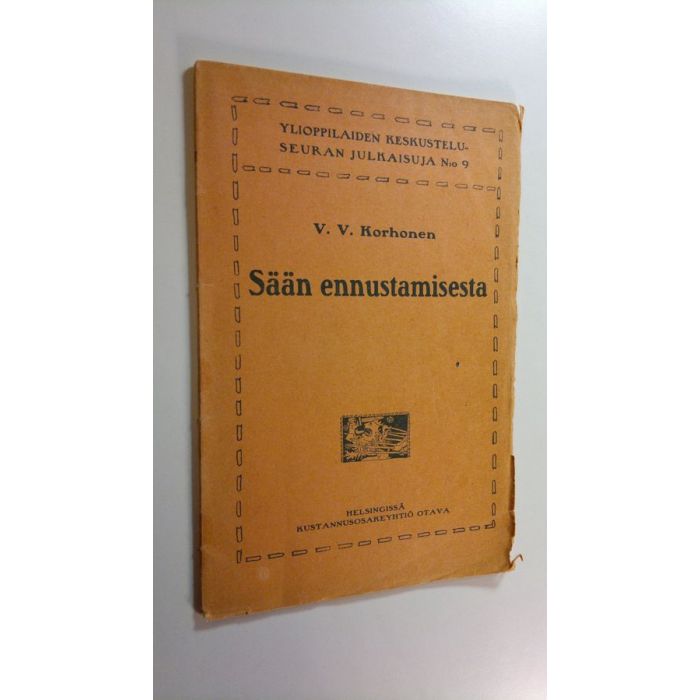 YLIOPPILAIDEN KESKUSTELU-
SEURAN JULKAISUJA N:o 9
V. V. Korhonen
Sään ennustamisesta
HELSINGISSÄ
KUSTANNUSOSAKEYHTIÖ OTAVA